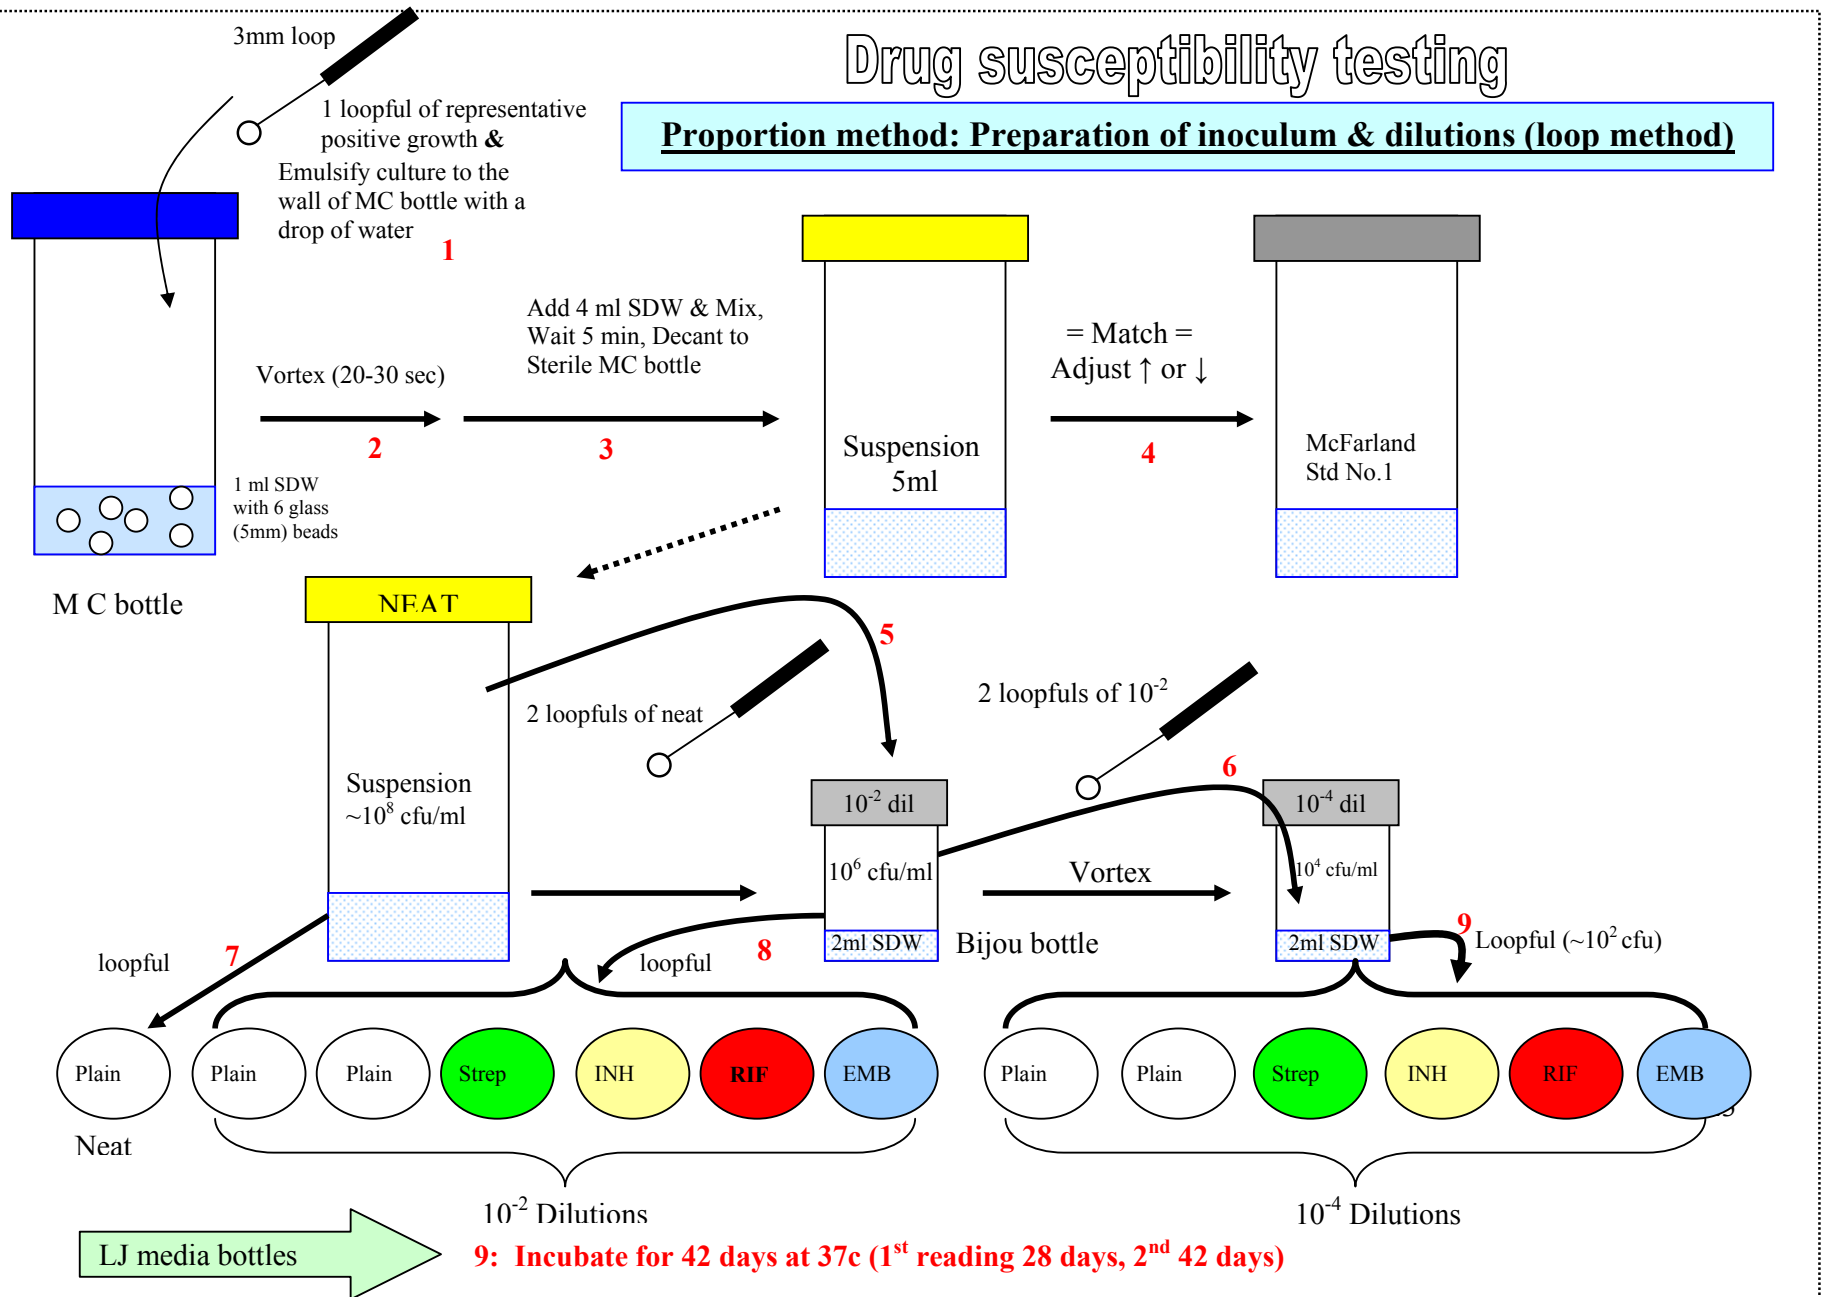 3mm loop
Drug susceptibility testing
1 loopful of representative
positive growth &
Emulsify culture to the
wall of MC bottle with a
drop of water
1
Proportion method: Preparation of inoculum & dilutions (loop method)
Add 4 ml SDW & Mix,
Wait 5 min, Decant to
Sterile MC bottle
= Match =
Adjust ↑ or ↓
Vortex (20-30 sec)
2
3
4
Suspension
5ml
McFarland
Std No.1
1 ml SDW
with 6 glass
(5mm) beads
M C bottle
NEAT
5
2 loopfuls of neat
2 loopfuls of 10⁻²
6
Suspension
~10⁸ cfu/ml
10⁻² dil
10⁻⁴ dil
10⁶ cfu/ml
Vortex
10⁴ cfu/ml
2ml SDW
Bijou bottle
2ml SDW
9
Loopful (~10² cfu)
loopful
7
loopful
8
Plain
Plain
Plain
Strep
INH
RIF
EMB
Plain
Plain
Strep
INH
RIF
EMB
Neat
10⁻² Dilutions
10⁻⁴ Dilutions
LJ media bottles
9: Incubate for 42 days at 37c (1ˢᵗ reading 28 days, 2ⁿᵈ 42 days)